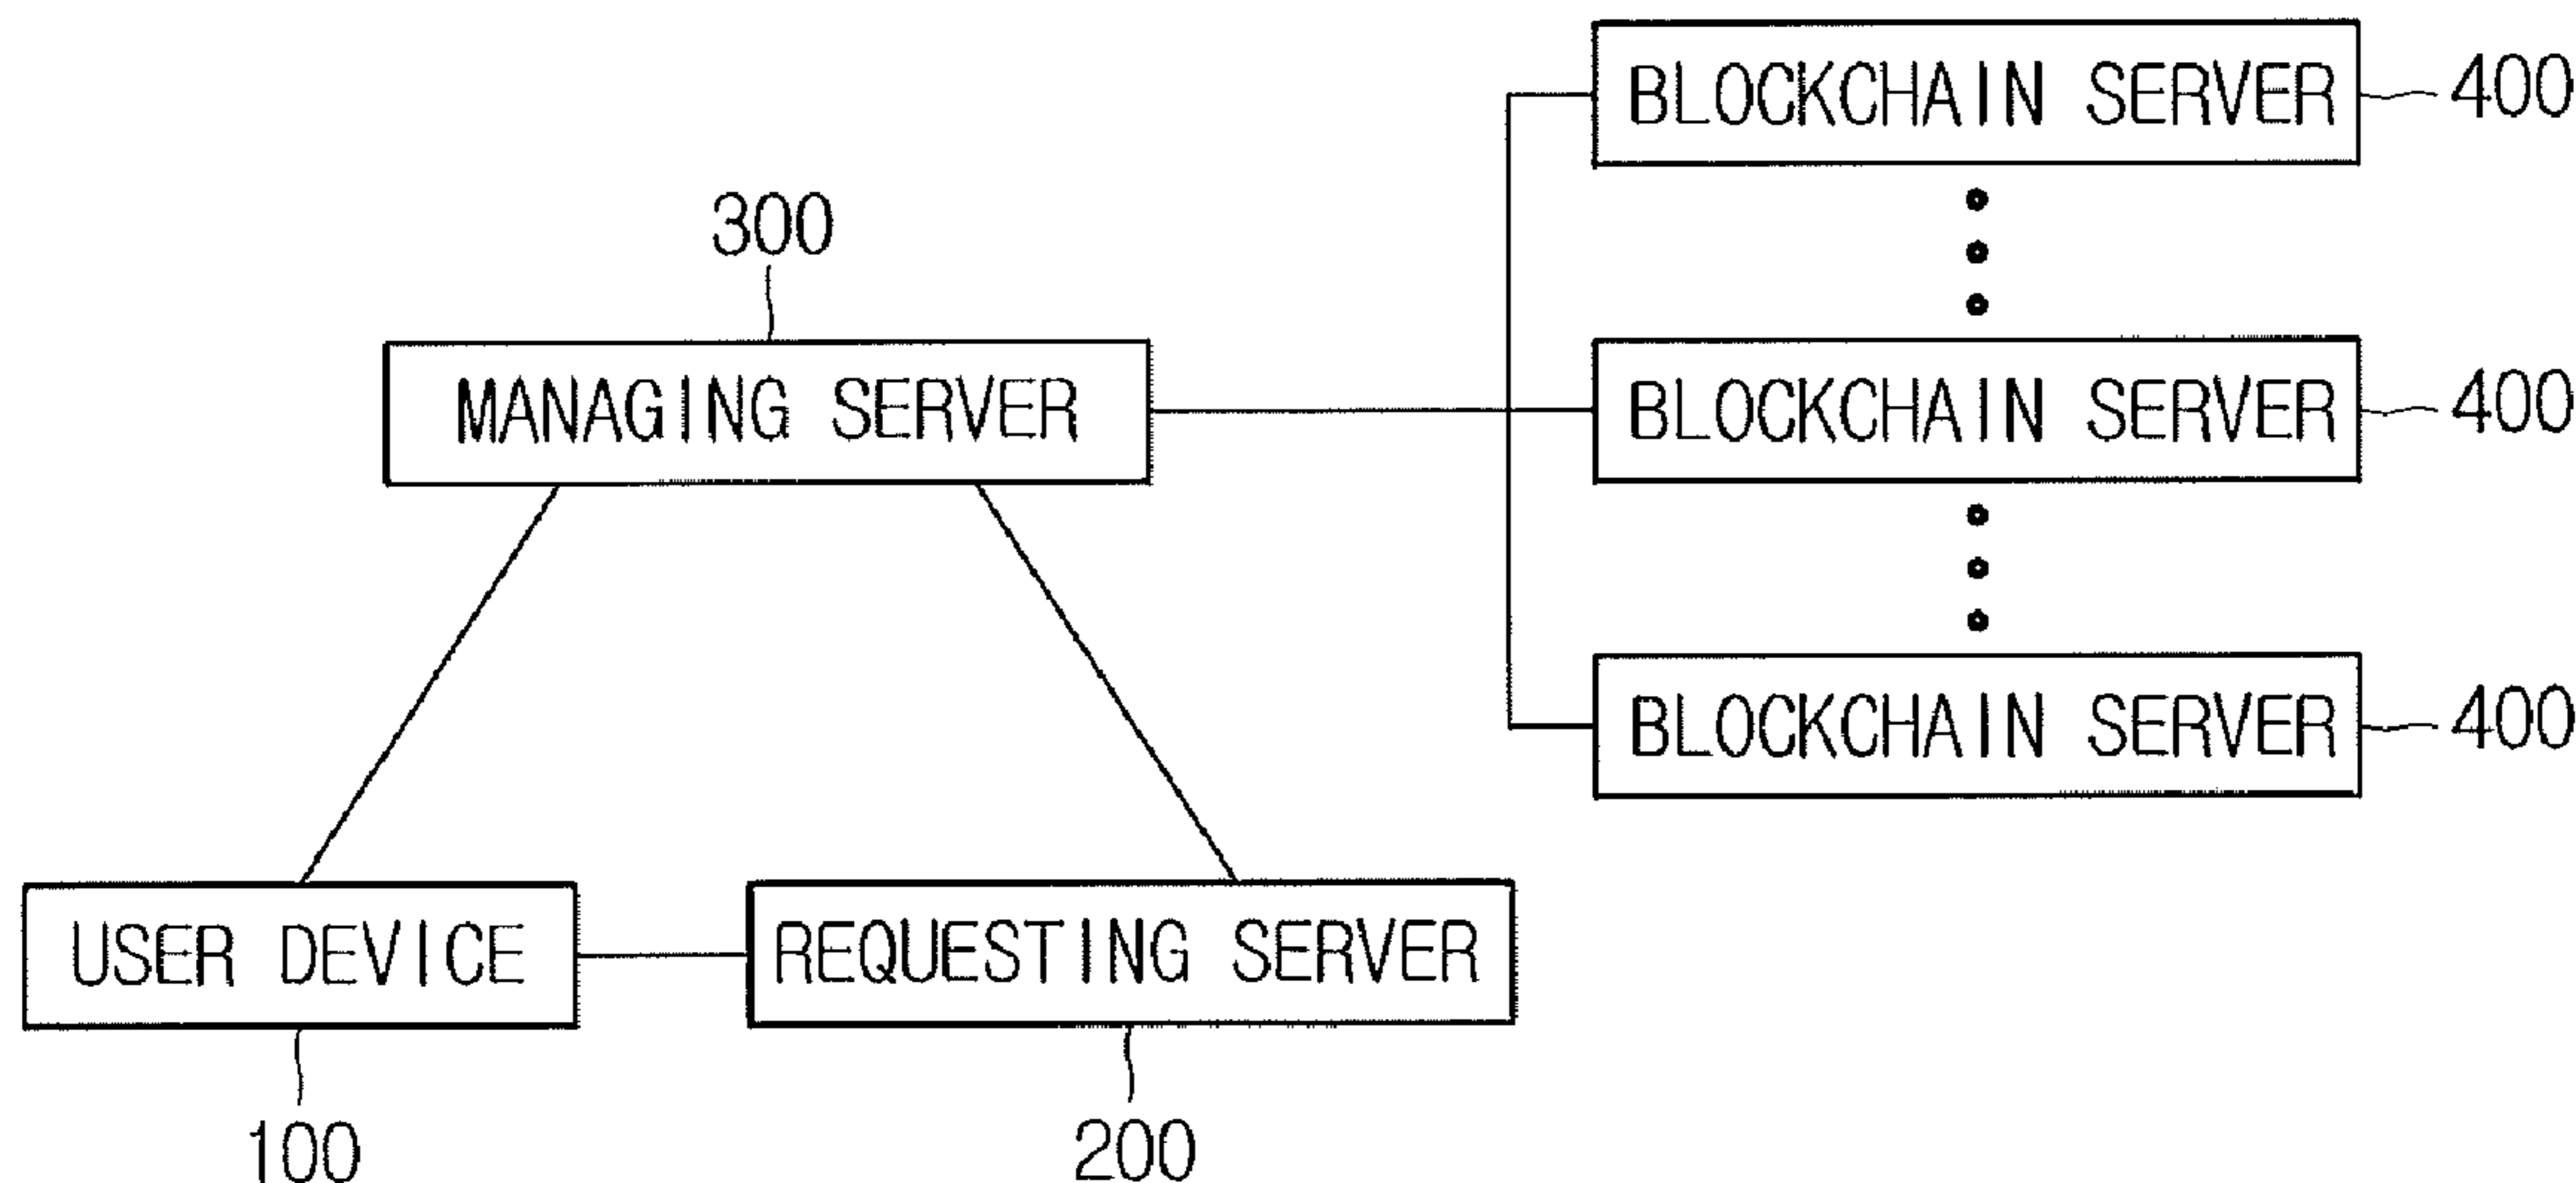 BLOCKCHAIN SERVER 400
300
MANAGING SERVER
BLOCKCHAIN SERVER 400
BLOCKCHAIN SERVER 400
USER DEVICE
REQUESTING SERVER
100
200